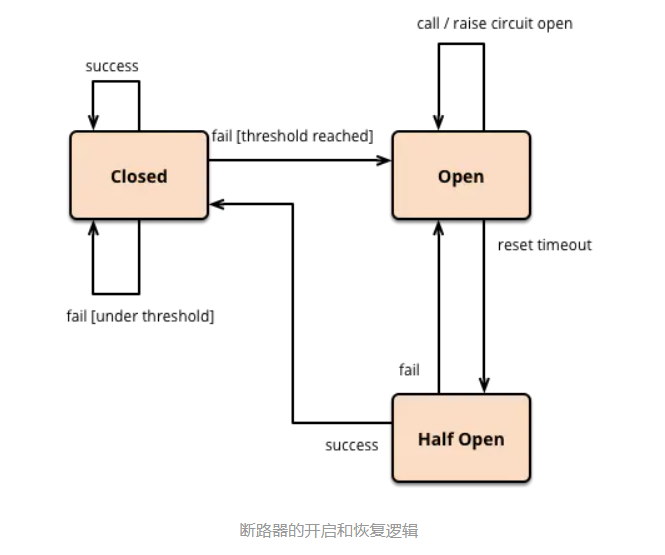 call / raise circuit open
success
fail [threshold reached]
Closed
Open
reset timeout
fail [under threshold]
fail
success
Half Open
断路器的开启和恢复逻辑